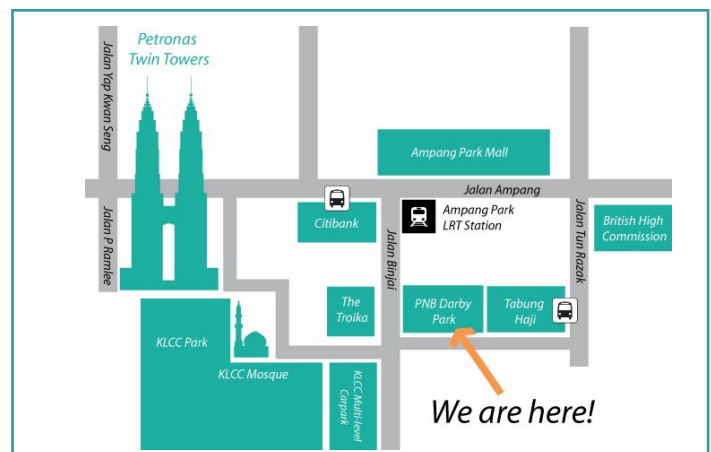 Petronas
Twin Towers
Jalan Yap Kwan Seng
Ampang Park Mall
Jalan Ampang
Jalan P Ramlee
Citibank
Ampang Park
LRT Station
Jalan Binjai
Jalan Tun Razak
British High
Commission
The
Troika
PNB Darby
Park
Tabung
Haji
KLCC Park
KLCC Mosque
KLCC Multi-level
Carpark
We are here!